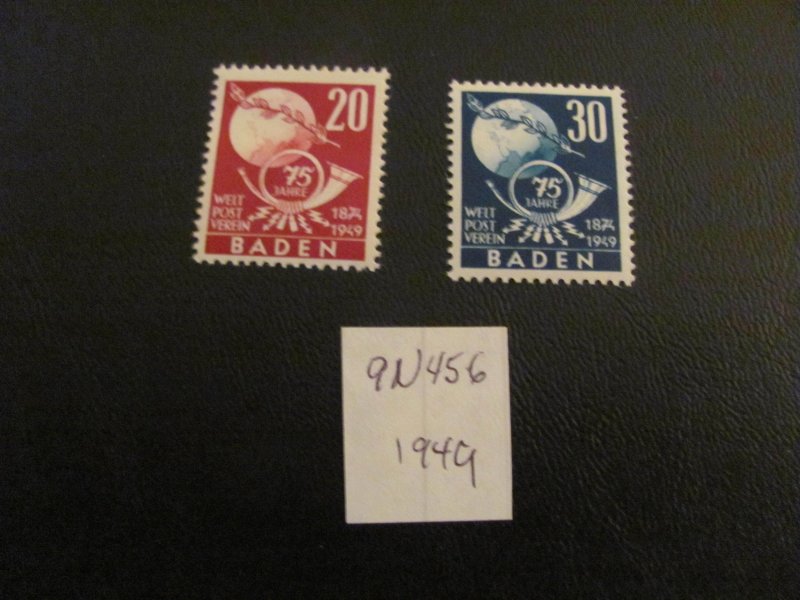 20
75
JAHRE
WELT
POST
VEREIN
1874
1949
BADEN
30
75
JAHRE
WELT
POST
VEREIN
1874
1949
BADEN
9N456
1949